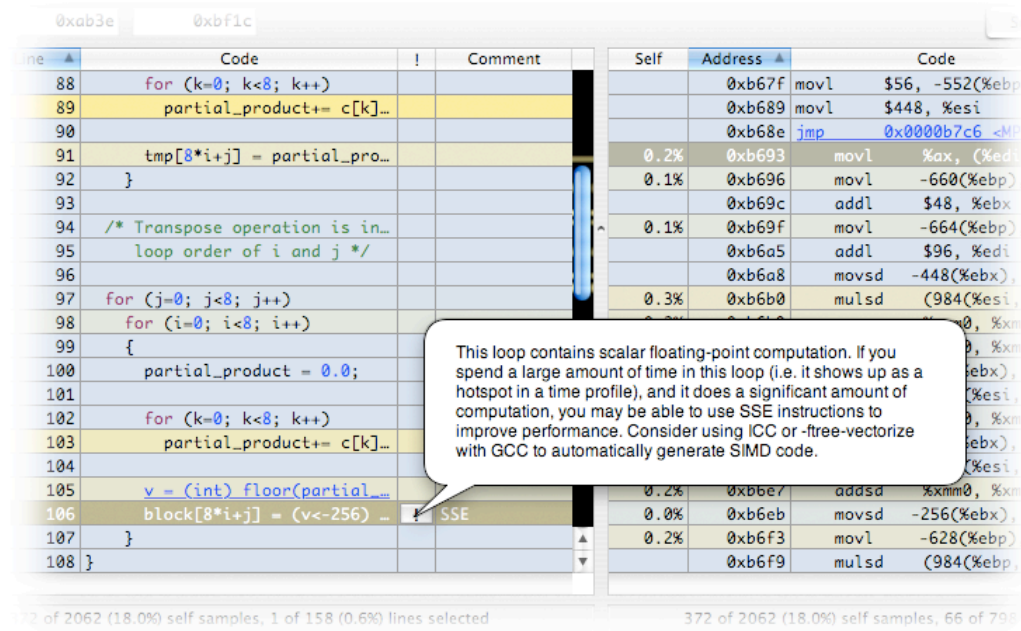 0xab3e 0xbf1c
Line Code ! Comment
88 for (k=0; k<8; k++)
89 partial_product+= c[k]…
90
91 tmp[8*i+j] = partial_pro…
92 }
93
94 /* Transpose operation is in…
95 loop order of i and j */
96
97 for (j=0; j<8; j++)
98 for (i=0; i<8; i++)
99 {
100 partial_product = 0.0;
101
102 for (k=0; k<8; k++)
103 partial_product+= c[k]…
104
105 v = (int) floor(partial_…
106 block[8*i+j] = (v<-256) … ! SSE
107 }
108 }
Self Address Code
0xb67f movl $56, -552(%ebp
0xb689 movl $448, %esi
0xb68e jmp 0x0000b7c6 <MP
0.2% 0xb693 movl %ax, (%edi
0.1% 0xb696 movl -660(%ebp)
0xb69c addl $48, %ebx
0.1% 0xb69f movl -664(%ebp)
0xb6a5 addl $96, %edi
0xb6a8 movsd -448(%ebx),
0.3% 0xb6b0 mulsd (984(%esi,
This loop contains scalar floating-point computation. If you
spend a large amount of time in this loop (i.e. it shows up as a
hotspot in a time profile), and it does a significant amount of
computation, you may be able to use SSE instructions to
improve performance. Consider using ICC or -ftree-vectorize
with GCC to automatically generate SIMD code.
0.2% 0xb6e7 addsd %xmm0, %xm
0.0% 0xb6eb movsd -256(%ebx),
0.2% 0xb6f3 movl -628(%ebp)
0xb6f9 mulsd (984(%ebp,
372 of 2062 (18.0%) self samples, 1 of 158 (0.6%) lines selected
372 of 2062 (18.0%) self samples, 66 of 798